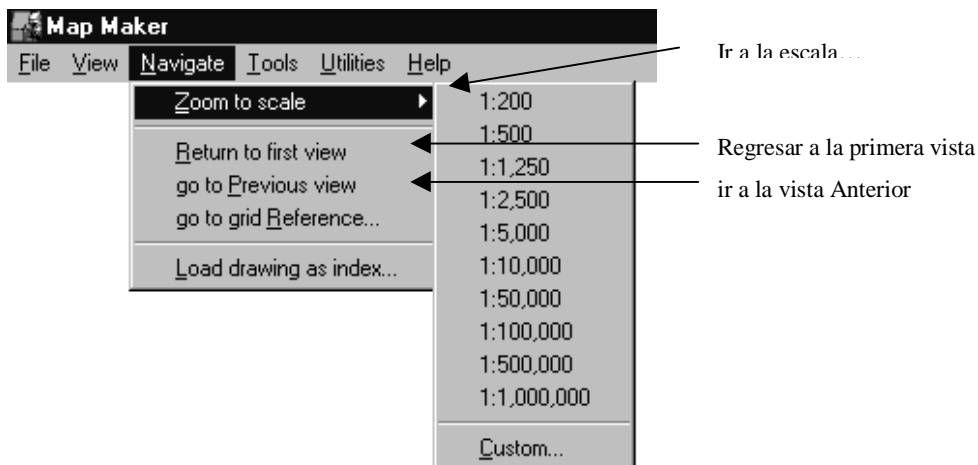 Map Maker
File View Navigate Tools Utilities Help
Zoom to scale
Return to first view
go to Previous view
go to grid Reference...
Load drawing as index...
1:200
1:500
1:1,250
1:2,500
1:5,000
1:10,000
1:50,000
1:100,000
1:500,000
1:1,000,000
Custom...
Ir a la escala…
Regresar a la primera vista
ir a la vista Anterior